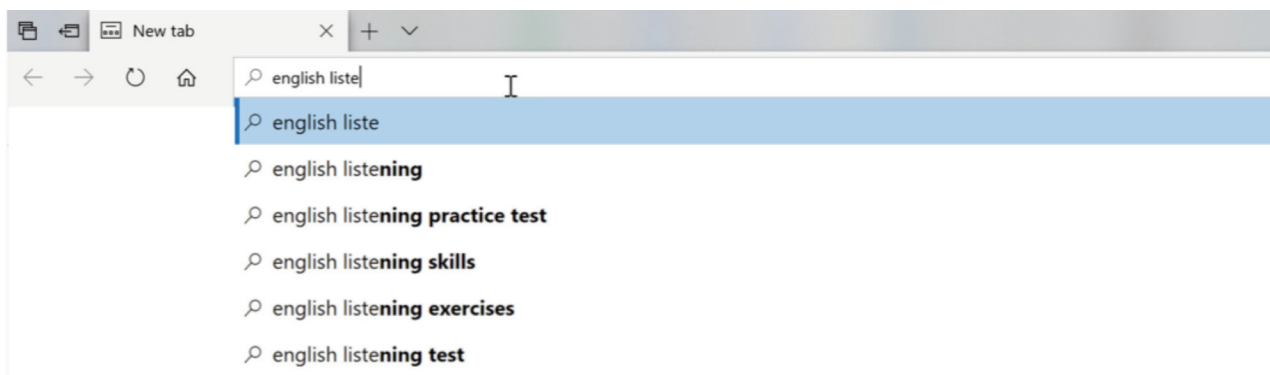 New tab
english liste
english liste
english listening
english listening practice test
english listening skills
english listening exercises
english listening test